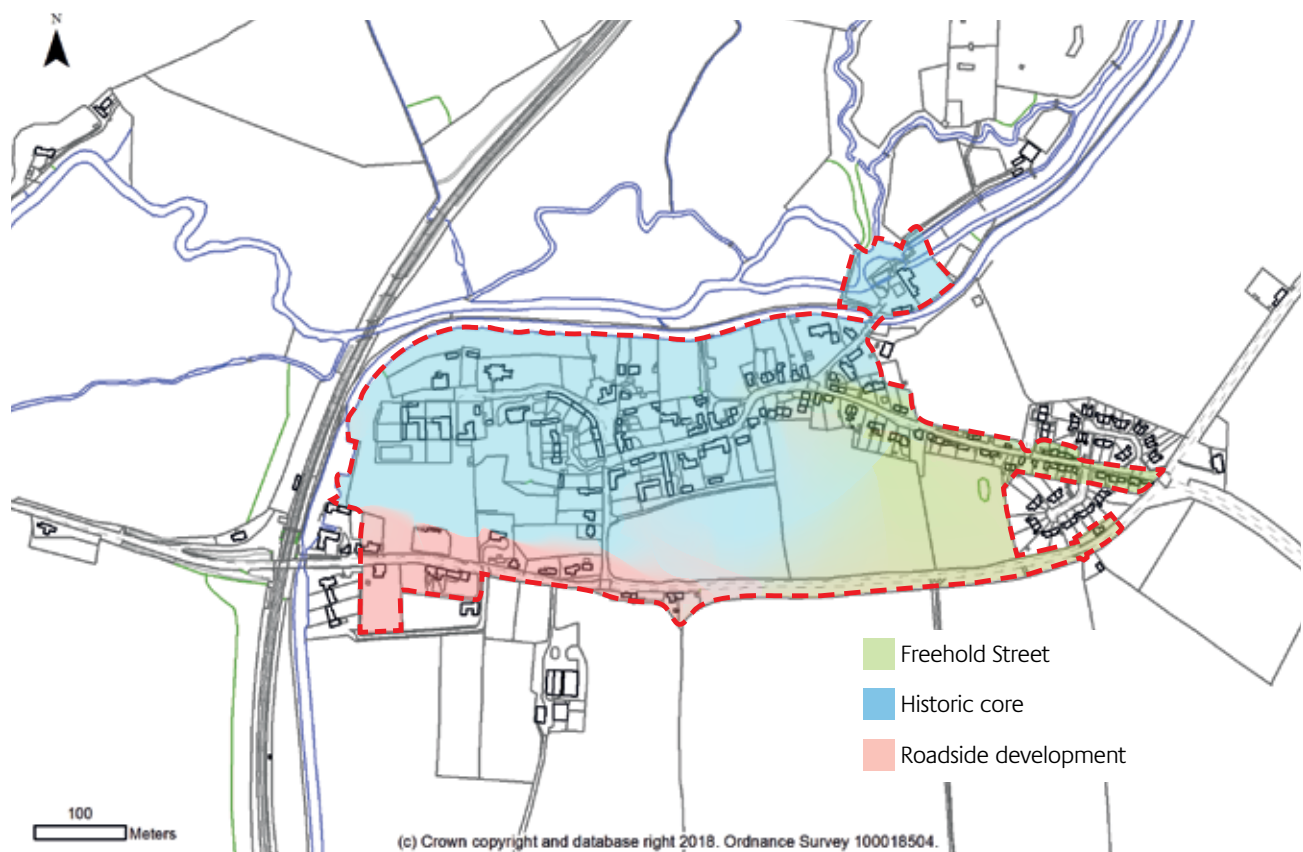 N
Freehold Street
Historic core
Roadside development
100
Meters
(c) Crown copyright and database right 2018. Ordnance Survey 100018504.